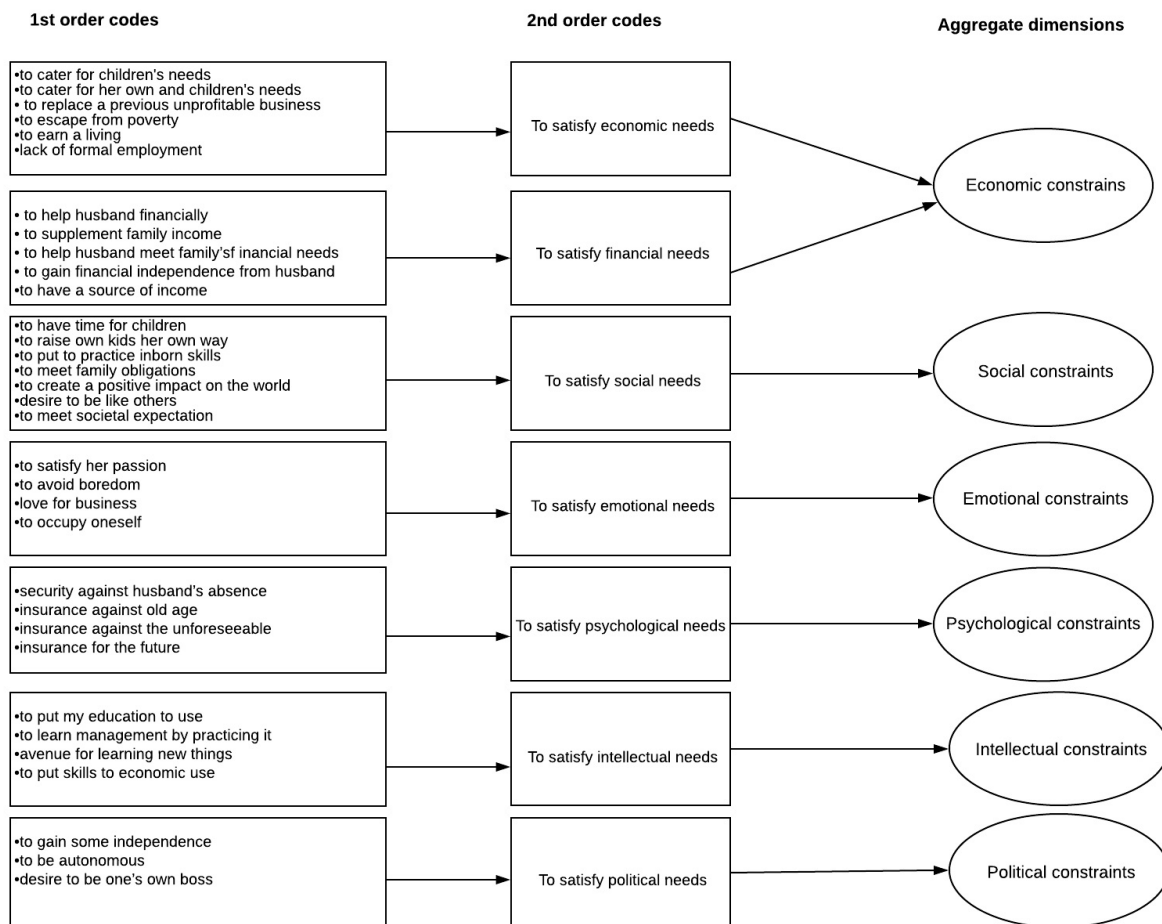 1st order codes
2nd order codes
Aggregate dimensions
•to cater for children's needs
•to cater for her own and children's needs
• to replace a previous unprofitable business
•to escape from poverty
•to earn a living
•lack of formal employment
To satisfy economic needs
Economic constrains
• to help husband financially
• to supplement family income
• to help husband meet family'sf inancial needs
• to gain financial independence from husband
•to have a source of income
To satisfy financial needs
•to have time for children
•to raise own kids her own way
•to put to practice inborn skills
•to meet family obligations
•to create a positive impact on the world
•desire to be like others
•to meet societal expectation
To satisfy social needs
Social constraints
•to satisfy her passion
•to avoid boredom
•love for business
•to occupy oneself
To satisfy emotional needs
Emotional constraints
•security against husband's absence
•insurance against old age
•insurance against the unforeseeable
•insurance for the future
To satisfy psychological needs
Psychological constraints
•to put my education to use
•to learn management by practicing it
•avenue for learning new things
•to put skills to economic use
To satisfy intellectual needs
Intellectual constraints
•to gain some independence
•to be autonomous
•desire to be one's own boss
To satisfy political needs
Political constraints